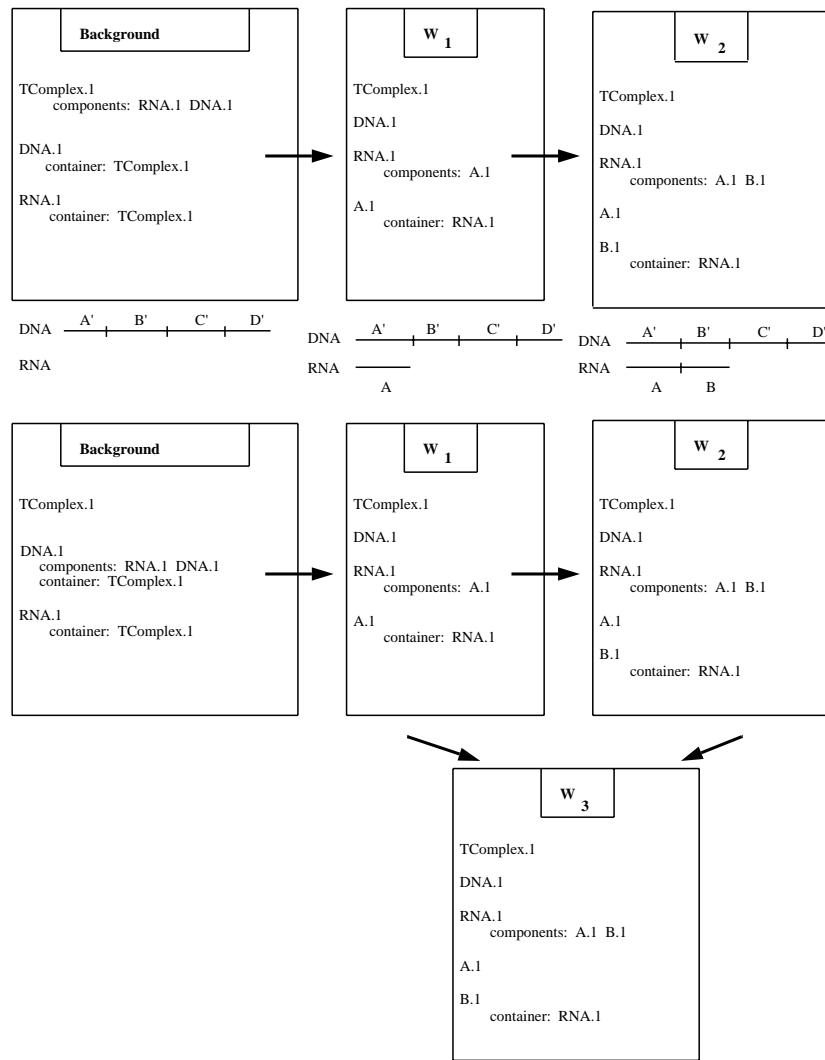 Background
TComplex.1
components: RNA.1 DNA.1
DNA.1
container: TComplex.1
RNA.1
container: TComplex.1
W 1
TComplex.1
DNA.1
RNA.1
components: A.1
A.1
container: RNA.1
W 2
TComplex.1
DNA.1
RNA.1
components: A.1 B.1
A.1
B.1
container: RNA.1
A' B' C' D'
DNA
RNA
A' B' C' D'
DNA
RNA
A
A' B' C' D'
DNA
RNA
A B
Background
TComplex.1
DNA.1
components: RNA.1 DNA.1
container: TComplex.1
RNA.1
container: TComplex.1
W 1
TComplex.1
DNA.1
RNA.1
components: A.1
A.1
container: RNA.1
W 2
TComplex.1
DNA.1
RNA.1
components: A.1 B.1
A.1
B.1
container: RNA.1
W 3
TComplex.1
DNA.1
RNA.1
components: A.1 B.1
A.1
B.1
container: RNA.1